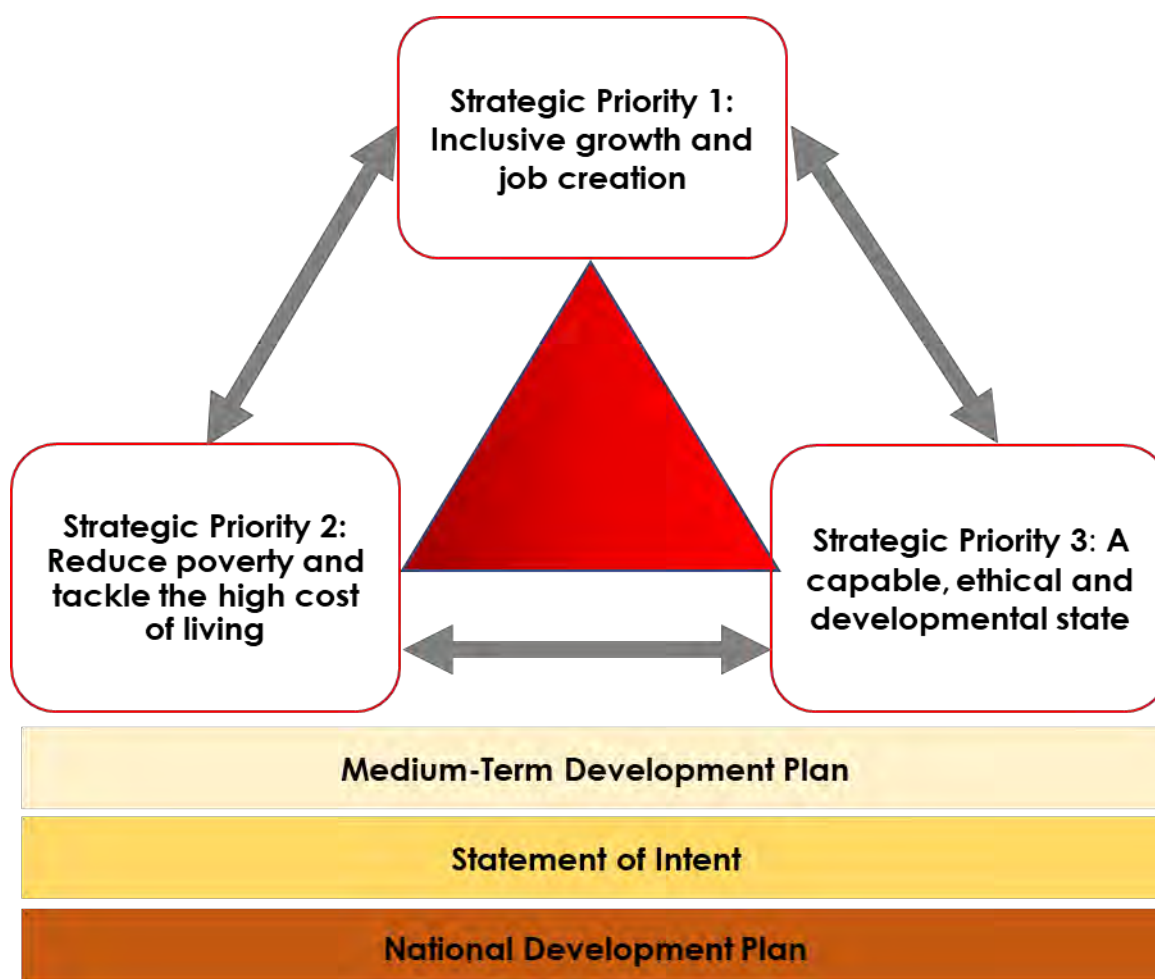 Strategic Priority 1:
Inclusive growth and
job creation
Strategic Priority 2:
Reduce poverty and
tackle the high cost
of living
Strategic Priority 3: A
capable, ethical and
developmental state
Medium-Term Development Plan
Statement of Intent
National Development Plan